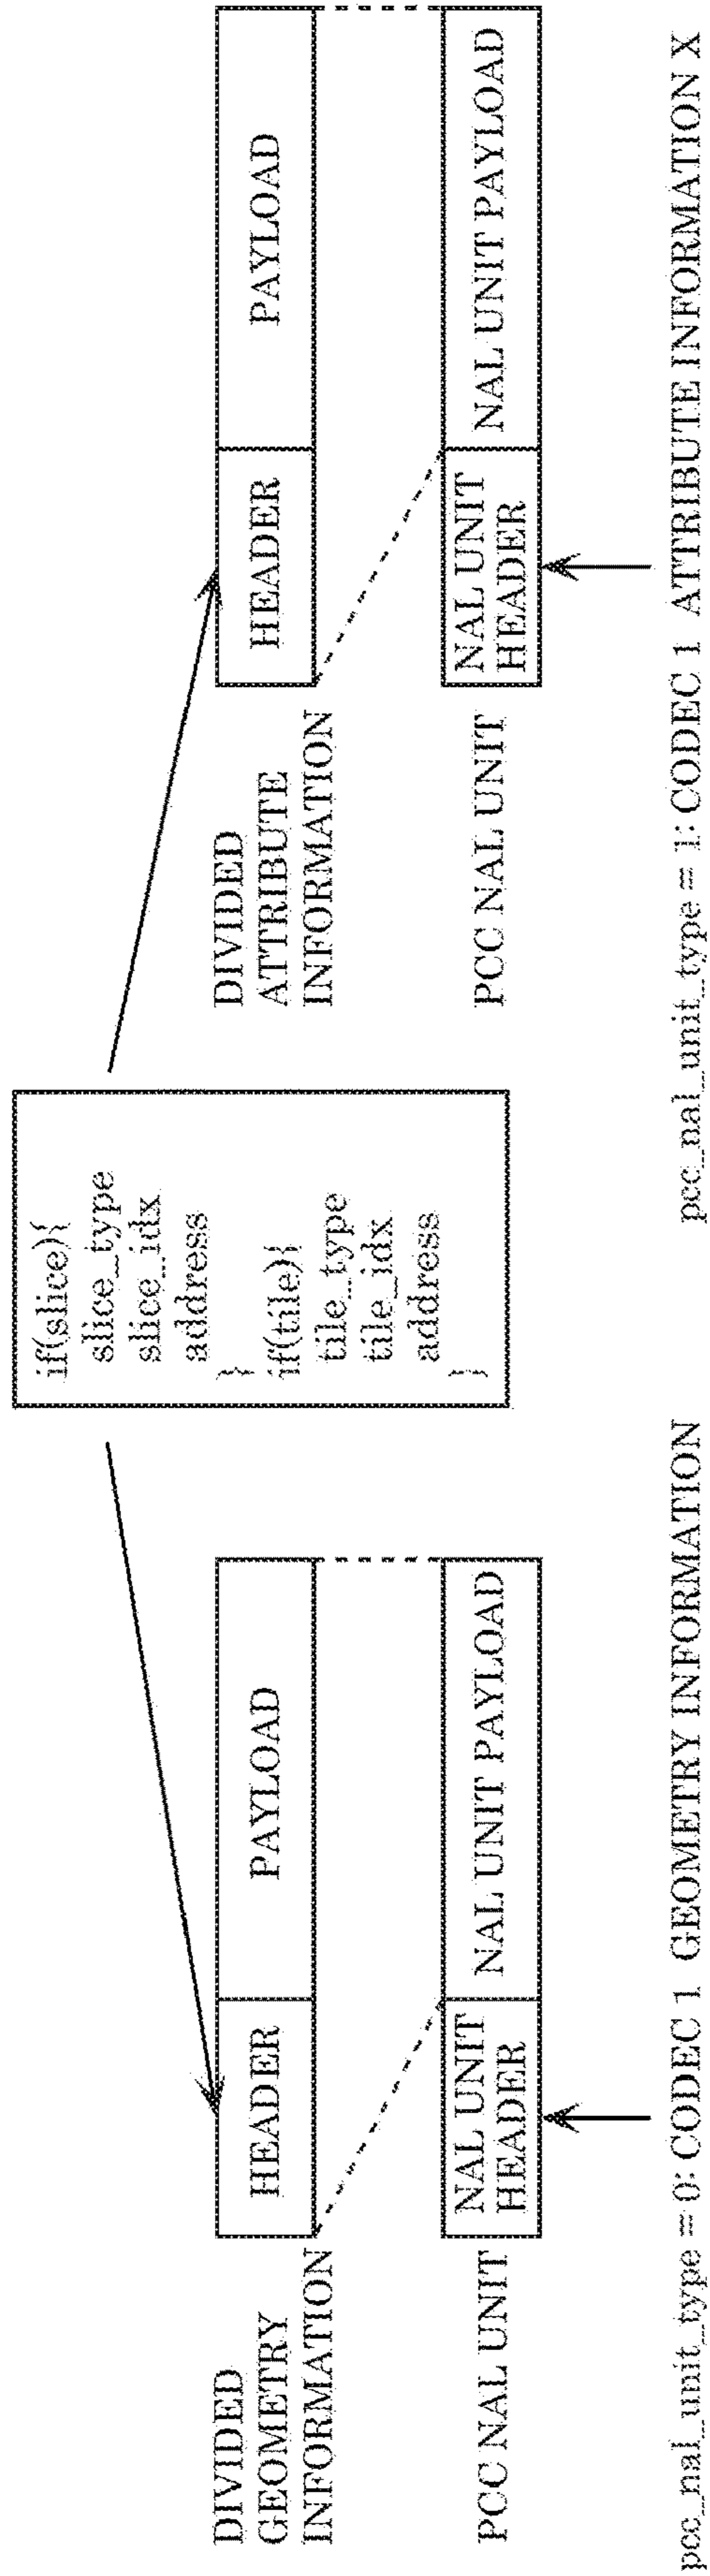 if(slice){
slice_type
slice_idx
address
}
if(tile){
tile_type
tile_idx
address
}
DIVIDED
GEOMETRY
INFORMATION
HEADER
PAYLOAD
PCC NAL UNIT
NAL UNIT
HEADER
NAL UNIT PAYLOAD
pcc_nal_unit_type = 0: CODEC 1 GEOMETRY INFORMATION
DIVIDED
ATTRIBUTE
INFORMATION
HEADER
PAYLOAD
PCC NAL UNIT
NAL UNIT
HEADER
NAL UNIT PAYLOAD
pcc_nal_unit_type = 1: CODEC 1 ATTRIBUTE INFORMATION X